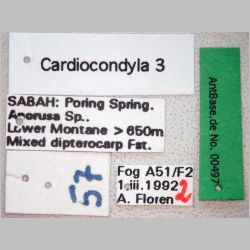 Cardiocondyla 3
SABAH: Poring Spring.
Aporusa Sp..
Lower Montane > 650m
Mixed dipterocarp Fst.
57
Fog A51/F2
1.iii.1992
A. Floren 2
AntBase.de No. 00497